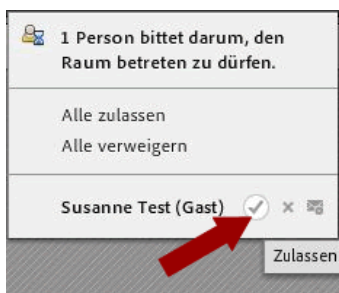 1 Person bittet darum, den
Raum betreten zu dürfen.
Alle zulassen
Alle verweigern
Susanne Test (Gast)
Zulassen